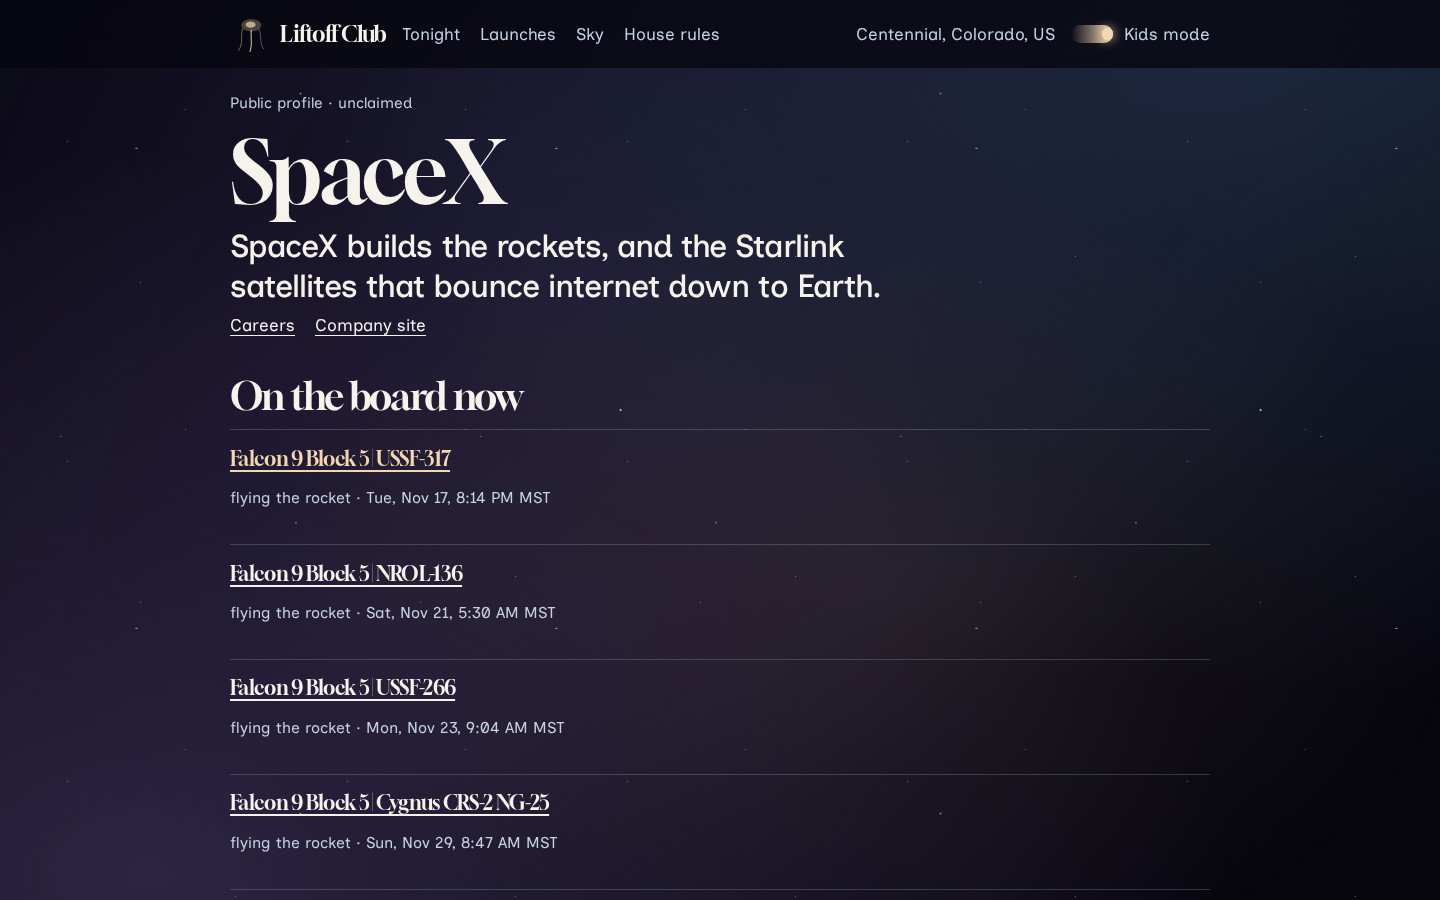 Liftoff Club
Tonight
Launches
Sky
House rules
Centennial, Colorado, US
Kids mode
Public profile · unclaimed
SpaceX
SpaceX builds the rockets, and the Starlink
satellites that bounce internet down to Earth.
Careers
Company site
On the board now
Falcon 9 Block 5 | USSF-317
flying the rocket · Tue, Nov 17, 8:14 PM MST
Falcon 9 Block 5 | NROL-136
flying the rocket · Sat, Nov 21, 5:30 AM MST
Falcon 9 Block 5 | USSF-266
flying the rocket · Mon, Nov 23, 9:04 AM MST
Falcon 9 Block 5 | Cygnus CRS-2 NG-25
flying the rocket · Sun, Nov 29, 8:47 AM MST